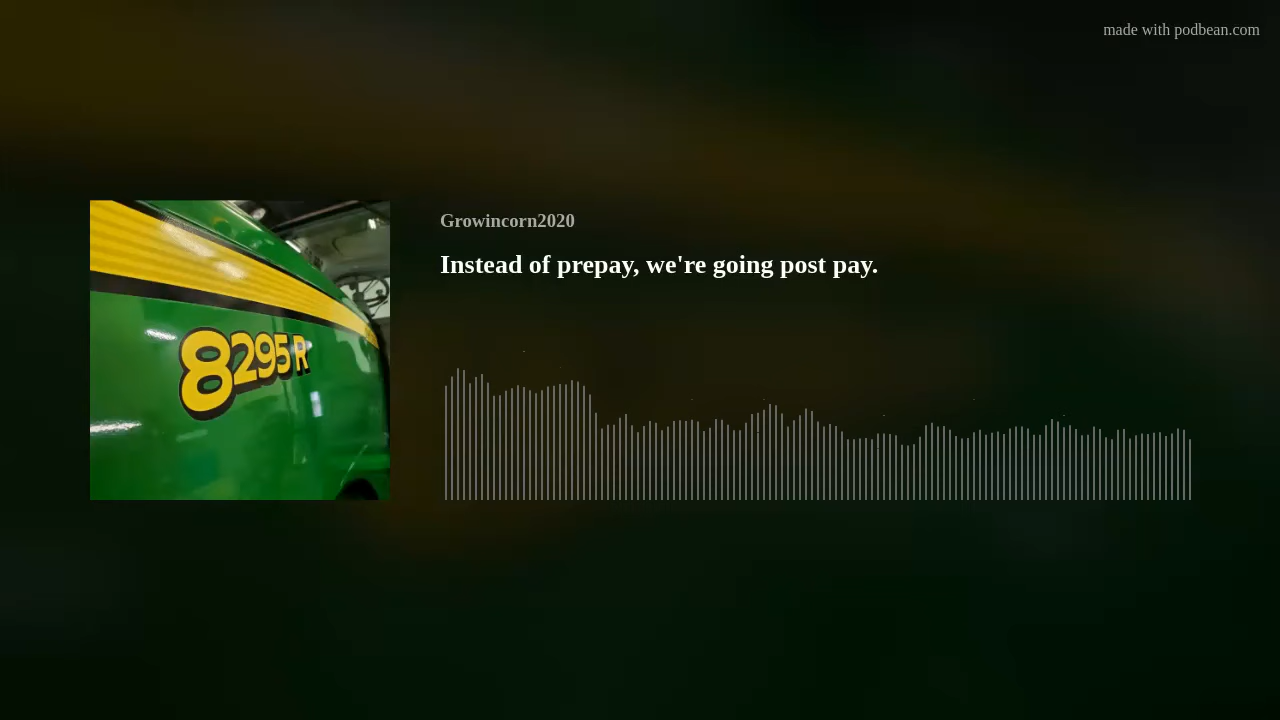 made with podbean.com
Growincorn2020
Instead of prepay, we're going post pay.
8295R